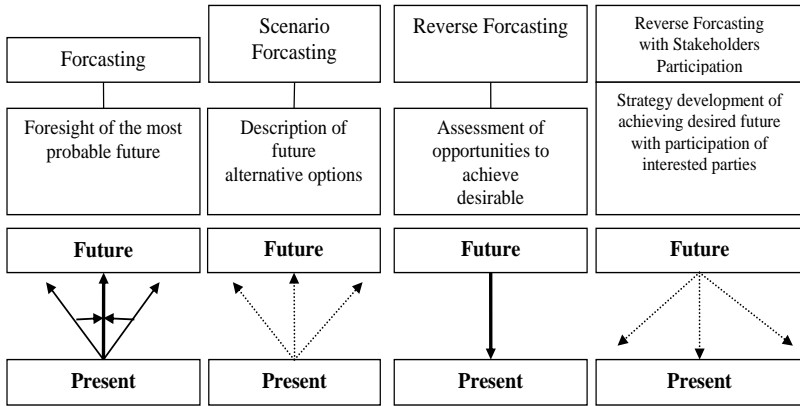 Forcasting
Foresight of the most
probable future
Future
Present
Scenario
Forcasting
Description of
future
alternative options
Future
Present
Reverse Forcasting
Assessment of
opportunities to
achieve
desirable
Future
Present
Reverse Forcasting
with Stakeholders
Participation
Strategy development of
achieving desired future
with participation of
interested parties
Future
Present